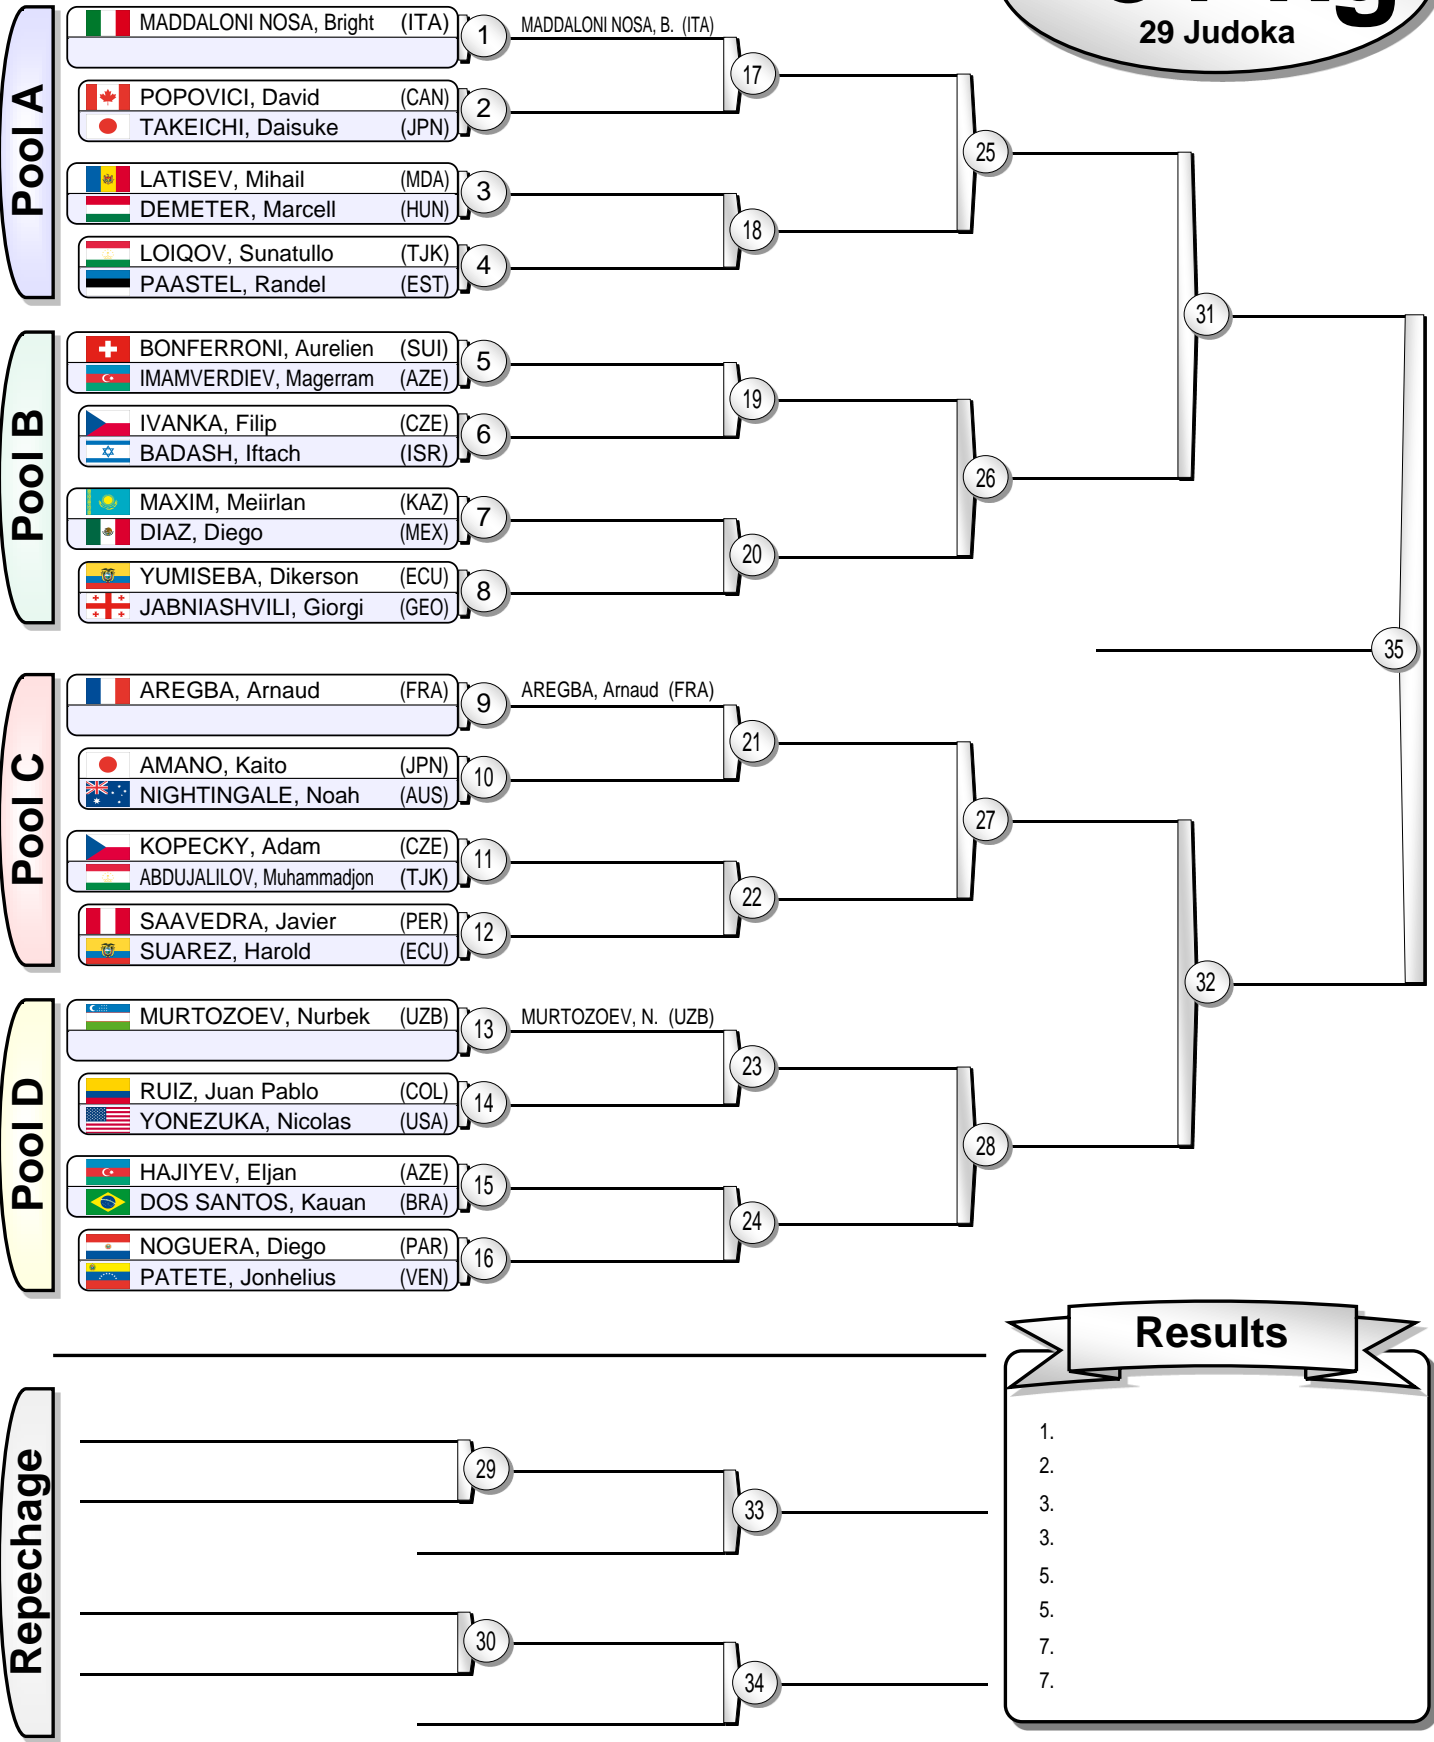 29 Judoka
Pool A
MADDALONI NOSA, Bright (ITA) 1 MADDALONI NOSA, B. (ITA)
17
POPOVICI, David (CAN) 2
TAKEICHI, Daisuke (JPN)
25
LATISEV, Mihail (MDA) 3
DEMETER, Marcell (HUN)
18
LOIQOV, Sunatullo (TJK) 4
PAASTEL, Randel (EST)
31
Pool B
BONFERRONI, Aurelien (SUI) 5
IMAMVERDIEV, Magerram (AZE)
19
IVANKA, Filip (CZE) 6
BADASH, Iftach (ISR)
26
MAXIM, Meiirlan (KAZ) 7
DIAZ, Diego (MEX)
20
YUMISEBA, Dikerson (ECU) 8
JABNIASHVILI, Giorgi (GEO)
35
Pool C
AREGBA, Arnaud (FRA) 9 AREGBA, Arnaud (FRA)
21
AMANO, Kaito (JPN) 10
NIGHTINGALE, Noah (AUS)
27
KOPECKY, Adam (CZE) 11
ABDUJALILOV, Muhammadjon (TJK)
22
SAAVEDRA, Javier (PER) 12
SUAREZ, Harold (ECU)
32
Pool D
MURTOZOEV, Nurbek (UZB) 13 MURTOZOEV, N. (UZB)
23
RUIZ, Juan Pablo (COL) 14
YONEZUKA, Nicolas (USA)
28
HAJIYEV, Eljan (AZE) 15
DOS SANTOS, Kauan (BRA)
24
NOGUERA, Diego (PAR) 16
PATETE, Jonhelius (VEN)
Repechage
29
33
30
34
Results
1.
2.
3.
3.
5.
5.
7.
7.